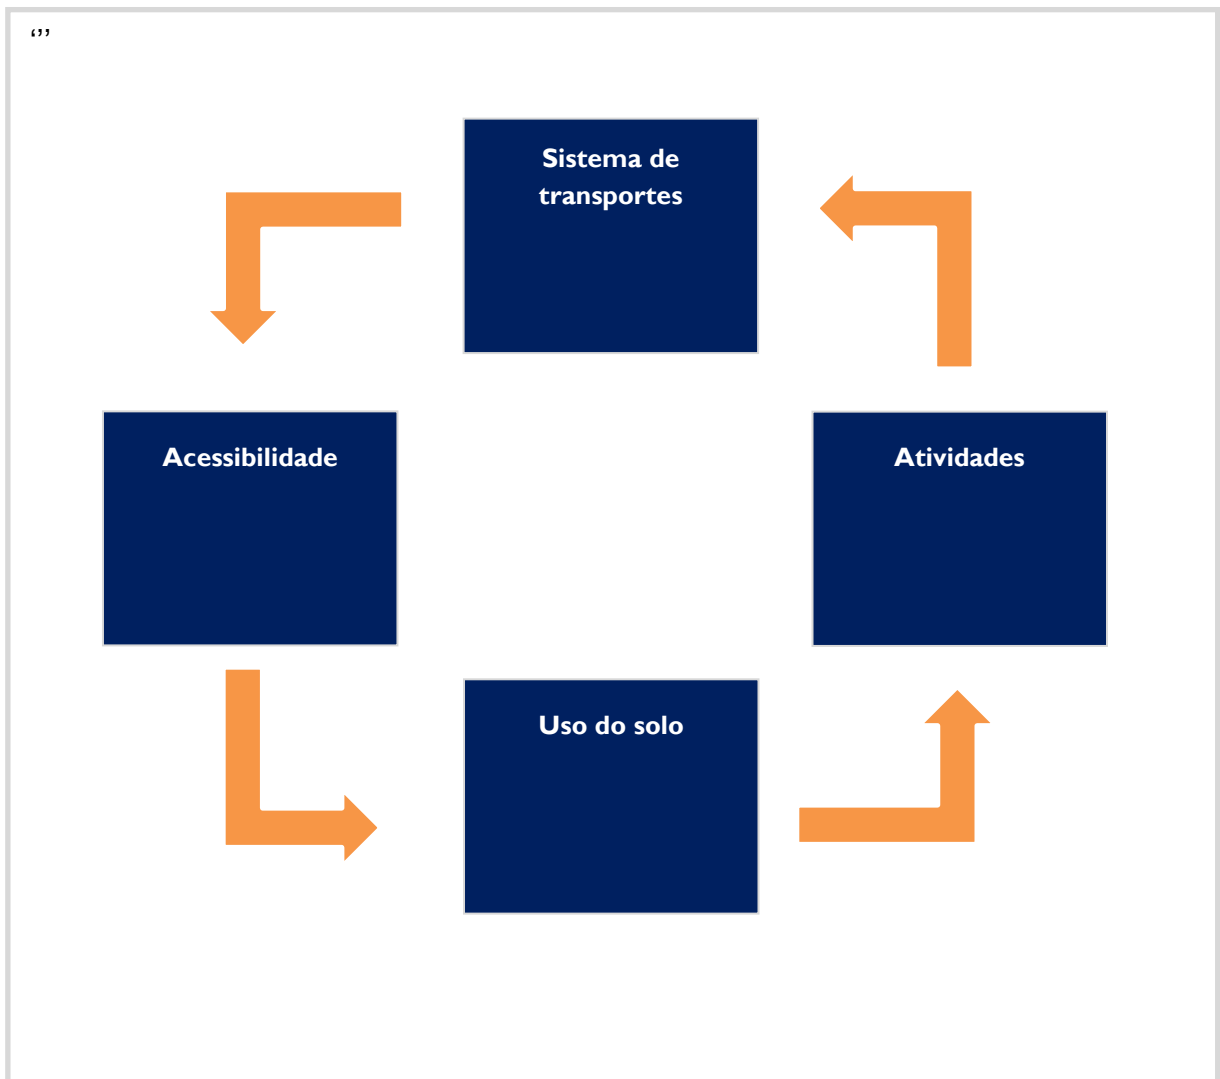 ‘’’
Sistema de
transportes
Acessibilidade
Atividades
Uso do solo